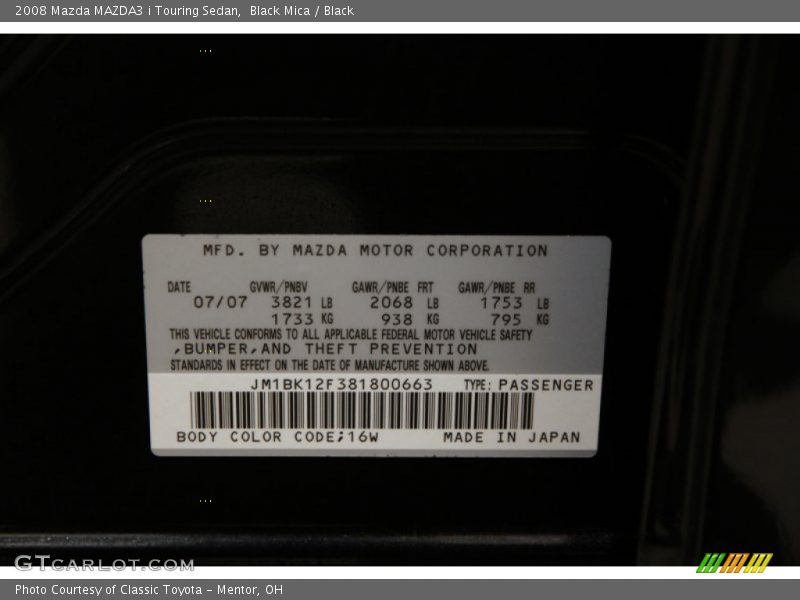 2008 Mazda MAZDA3 i Touring Sedan,  Black Mica / Black
MFD. BY MAZDA MOTOR CORPORATION
DATE GVWR/PNBV GAWR/PNBE FRT GAWR/PNBE RR
07/07 3821 LB 2068 LB 1753 LB
1733 KG 938 KG 795 KG
THIS VEHICLE CONFORMS TO ALL APPLICABLE FEDERAL MOTOR VEHICLE SAFETY
,BUMPER,AND THEFT PREVENTION
STANDARDS IN EFFECT ON THE DATE OF MANUFACTURE SHOWN ABOVE.
JM1BK12F381800663 TYPE: PASSENGER
BODY COLOR CODE;16W MADE IN JAPAN
GTCARLOT.COM
Photo Courtesy of Classic Toyota - Mentor, OH